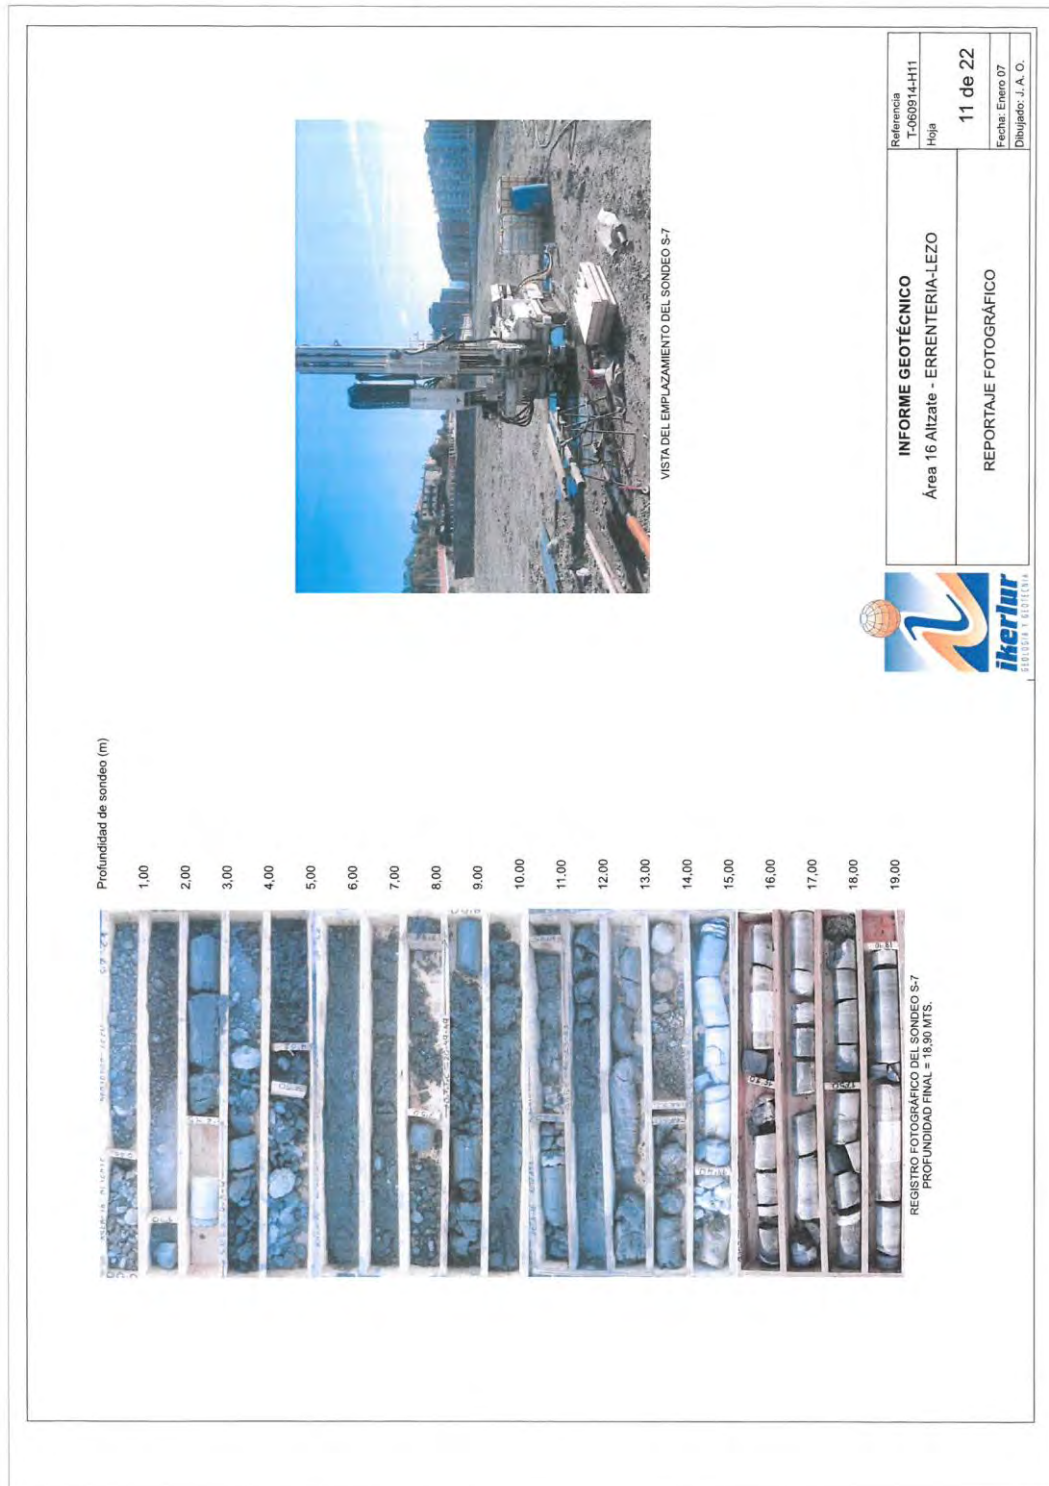 Profundidad de sondeo (m)
1,00
2,00
3,00
4,00
5,00
6,00
7,00
8,00
9,00
10,00
11,00
12,00
13,00
14,00
15,00
16,00
17,00
18,00
19,00
REGISTRO FOTOGRÁFICO DEL SONDEO S-7
PROFUNDIDAD FINAL = 18,90 MTS.
VISTA DEL EMPLAZAMIENTO DEL SONDEO S-7
ikerlur
GEOLOGIA Y GEOTECNIA
INFORME GEOTÉCNICO
Área 16 Altzate - ERRENTERIA-LEZO
REPORTAJE FOTOGRÁFICO
Referencia
T-060914-H11
Hoja
11 de 22
Fecha: Enero 07
Dibujado: J. A. O.